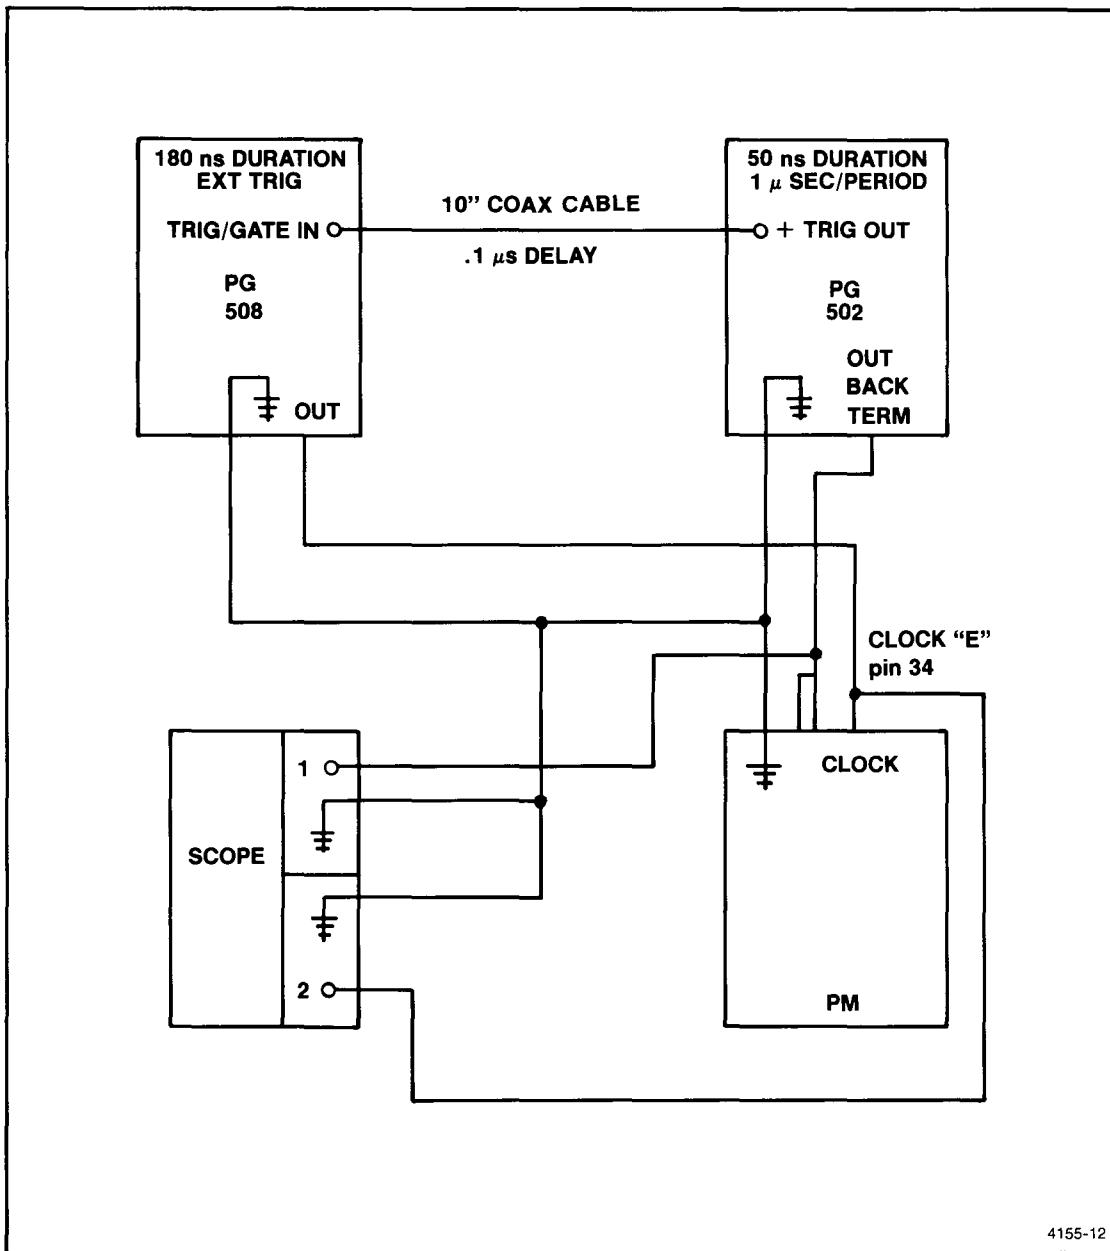 180 ns DURATION
EXT TRIG
TRIG/GATE IN
PG
508
OUT
10” COAX CABLE
.1 μs DELAY
50 ns DURATION
1 μ SEC/PERIOD
+ TRIG OUT
PG
502
OUT
BACK
TERM
CLOCK “E”
pin 34
SCOPE
1
2
CLOCK
PM
4155-12